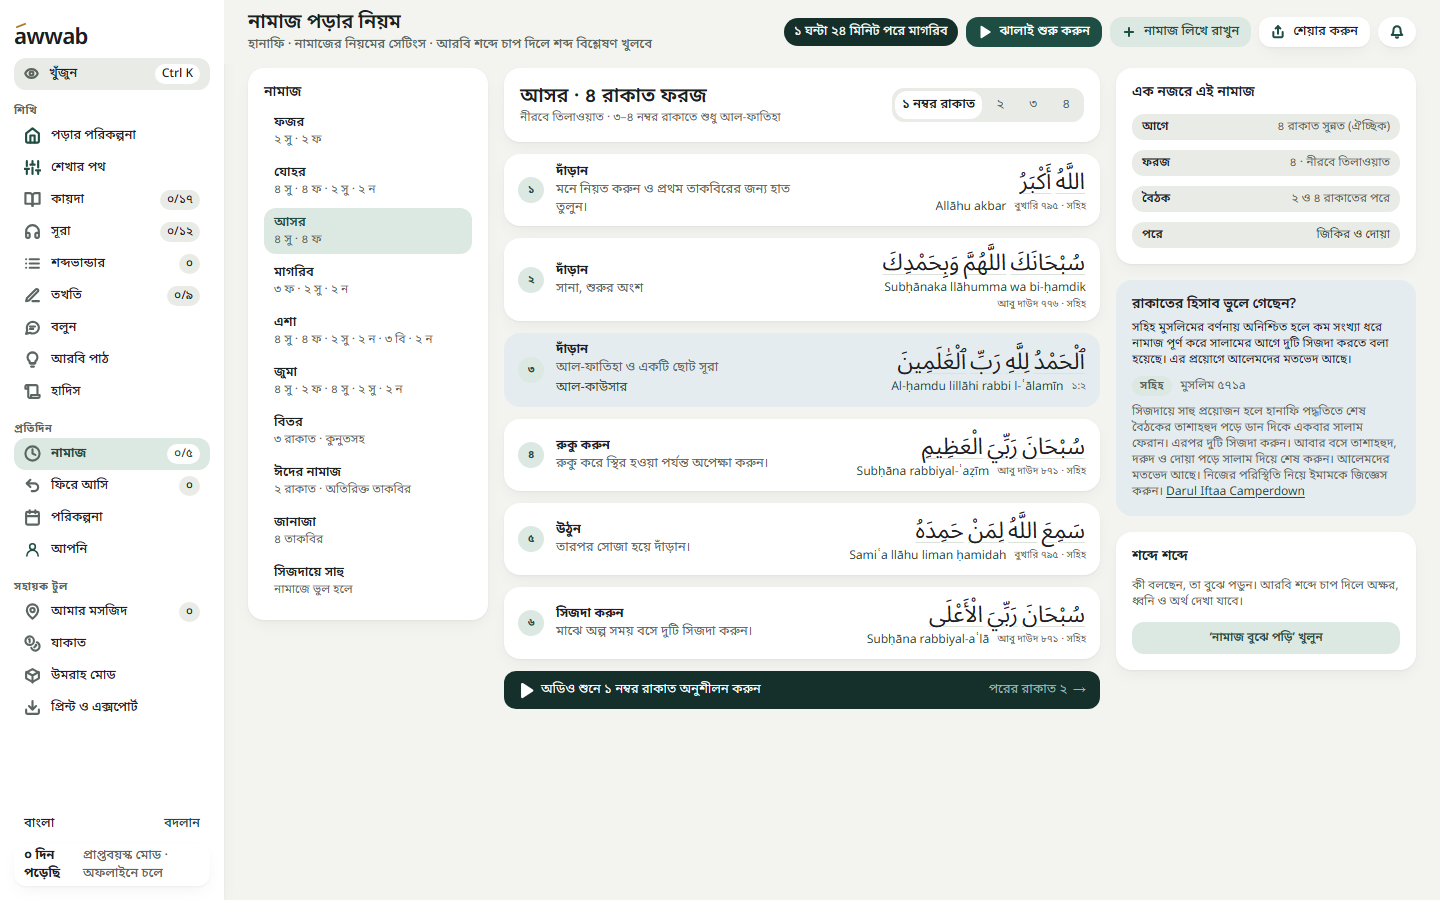 awwab
খুঁজুন Ctrl K
শিখি
পড়ার পরিকল্পনা
শেখার পথ
কায়দা ০/১৭
সূরা ০/১২
শব্দভান্ডার ০
তখতি ০/৯
বলুন
আরবি পাঠ
হাদিস
প্রতিদিন
নামাজ ০/৫
ফিরে আসি ০
পরিকল্পনা
আপনি
সহায়ক টুল
আমার মসজিদ ০
যাকাত
উমরাহ মোড
প্রিন্ট ও এক্সপোর্ট
বাংলা বদলান
০ দিন পড়েছি
প্রাপ্তবয়স্ক মোড ·
অফলাইনে চলে
নামাজ পড়ার নিয়ম
হানাফি · নামাজের নিয়মের সেটিংস · আরবি শব্দে চাপ দিলে শব্দ বিশ্লেষণ খুলবে
১ ঘন্টা ২৪ মিনিট পরে মাগরিব
ঝালাই শুরু করুন
নামাজ লিখে রাখুন
শেয়ার করুন
নামাজ
ফজর
২ সু · ২ ফ
যোহর
৪ সু · ৪ ফ · ২ সু · ২ ন
আসর
৪ সু · ৪ ফ
মাগরিব
৩ ফ · ২ সু · ২ ন
এশা
৪ সু · ৪ ফ · ২ সু · ২ ন · ৩ বি · ২ ন
জুমা
৪ সু · ২ ফ · ৪ সু · ২ সু · ২ ন
বিতর
৩ রাকাত · কুনুতসহ
ঈদের নামাজ
২ রাকাত · অতিরিক্ত তাকবির
জানাজা
৪ তাকবির
সিজদায়ে সাহু
নামাজে ভুল হলে
আসর · ৪ রাকাত ফরজ
নীরবে তিলাওয়াত · ৩–৪ নম্বর রাকাতে শুধু আল-ফাতিহা
১ নম্বর রাকাত ২ ৩ ৪
১
দাঁড়ান
মনে নিয়ত করুন ও প্রথম তাকবিরের জন্য হাত
তুলুন।
اللَّهُ أَكْبَرُ
Allāhu akbar বুখারি ৭৯৫ · সহিহ
২
দাঁড়ান
সানা, শুরুর অংশ
سُبْحَانَكَ اللَّهُمَّ وَبِحَمْدِكَ
Subḥānaka llāhumma wa bi-ḥamdik
আবু দাউদ ৭৭৬ · সহিহ
৩
দাঁড়ান
আল-ফাতিহা ও একটি ছোট সূরা
আল-কাউসার
ٱلْحَمْدُ لِلَّهِ رَبِّ ٱلْعَٰلَمِينَ
Al-ḥamdu lillāhi rabbi l-ʿālamīn ১:২
৪
রুকু করুন
রুকু করে স্থির হওয়া পর্যন্ত অপেক্ষা করুন।
سُبْحَانَ رَبِّيَ الْعَظِيمِ
Subḥāna rabbiyal-ʿaẓīm আবু দাউদ ৮৭১ · সহিহ
৫
উঠুন
তারপর সোজা হয়ে দাঁড়ান।
سَمِعَ اللَّهُ لِمَنْ حَمِدَهُ
Samiʿa llāhu liman ḥamidah বুখারি ৭৯৫ · সহিহ
৬
সিজদা করুন
মাঝে অল্প সময় বসে দুটি সিজদা করুন।
سُبْحَانَ رَبِّيَ الْأَعْلَى
Subḥāna rabbiyal-aʿlā আবু দাউদ ৮৭১ · সহিহ
অডিও শুনে ১ নম্বর রাকাত অনুশীলন করুন পরের রাকাত ২ →
এক নজরে এই নামাজ
আগে ৪ রাকাত সুন্নত (ঐচ্ছিক)
ফরজ ৪ · নীরবে তিলাওয়াত
বৈঠক ২ ও ৪ রাকাতের পরে
পরে জিকির ও দোয়া
রাকাতের হিসাব ভুলে গেছেন?
সহিহ মুসলিমের বর্ণনায় অনিশ্চিত হলে কম সংখ্যা ধরে
নামাজ পূর্ণ করে সালামের আগে দুটি সিজদা করতে বলা
হয়েছে। এর প্রয়োগে আলেমদের মতভেদ আছে।
সহিহ মুসলিম ৫৭১a
সিজদায়ে সাহু প্রয়োজন হলে হানাফি পদ্ধতিতে শেষ
বৈঠকের তাশাহহুদ পড়ে ডান দিকে একবার সালাম
ফেরান। এরপর দুটি সিজদা করুন। আবার বসে তাশাহহুদ,
দরুদ ও দোয়া পড়ে সালাম দিয়ে শেষ করুন। আলেমদের
মতভেদ আছে। নিজের পরিস্থিতি নিয়ে ইমামকে জিজ্ঞেস
করুন। Darul Iftaa Camperdown
শব্দে শব্দে
কী বলছেন, তা বুঝে পড়ুন। আরবি শব্দে চাপ দিলে অক্ষর,
ধ্বনি ও অর্থ দেখা যাবে।
‘নামাজ বুঝে পড়ি’ খুলুন